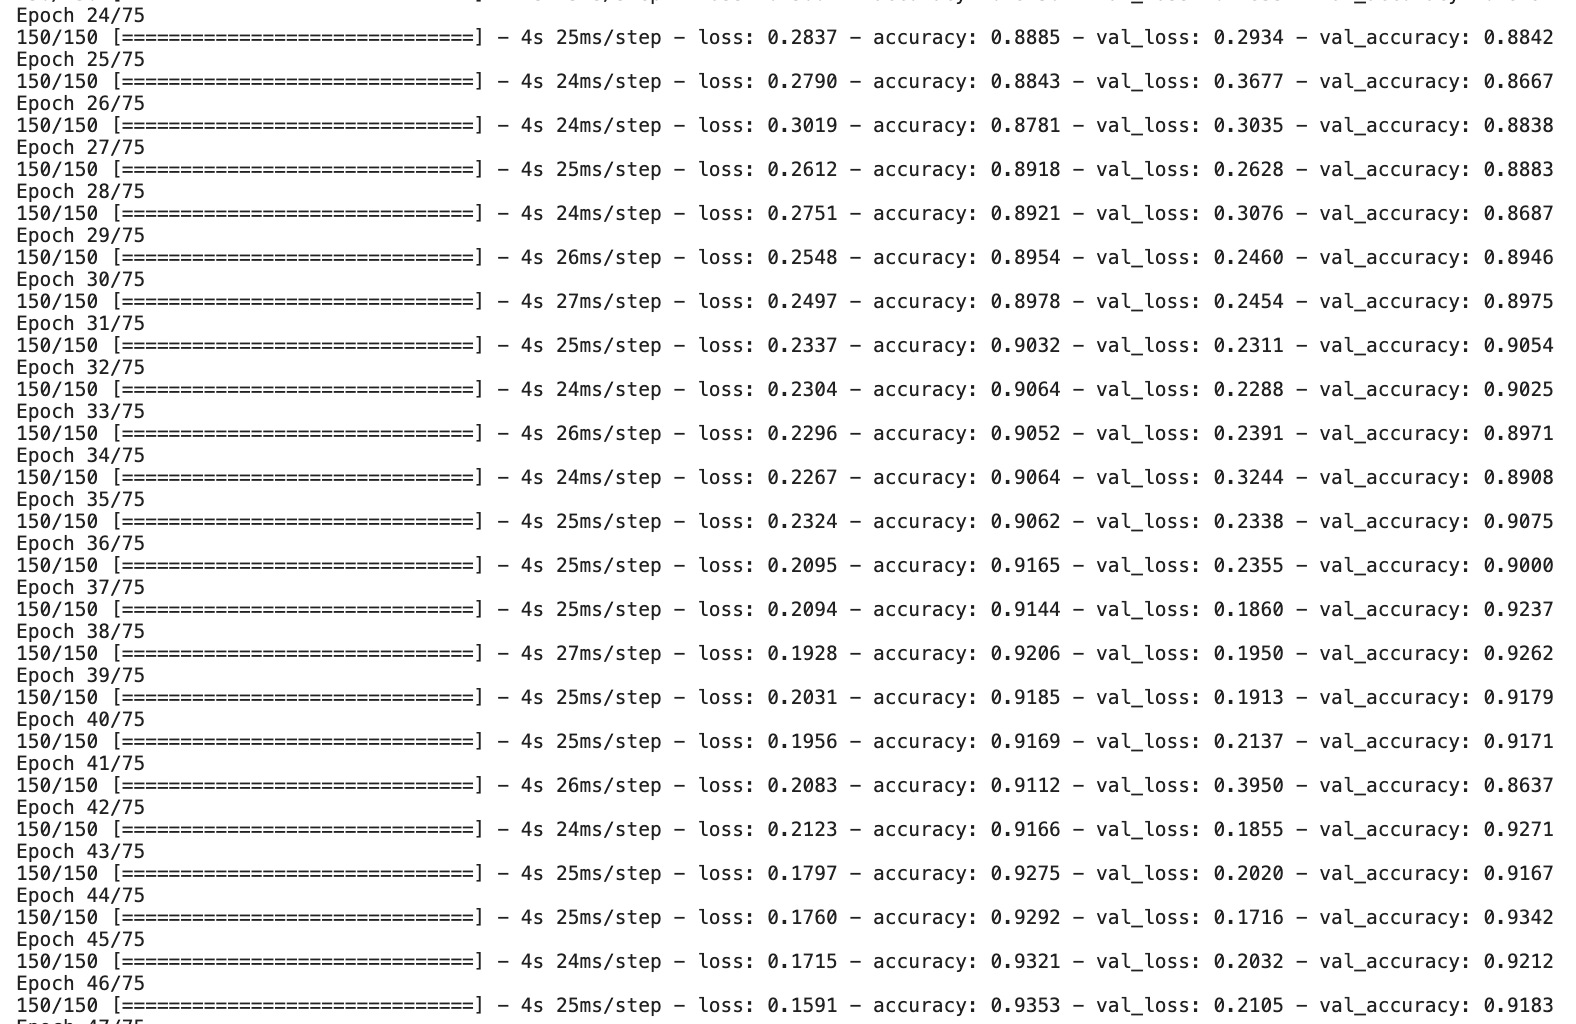 Epoch 24/75
150/150 [==============================] - 4s 25ms/step - loss: 0.2837 - accuracy: 0.8885 - val_loss: 0.2934 - val_accuracy: 0.8842
Epoch 25/75
150/150 [==============================] - 4s 24ms/step - loss: 0.2790 - accuracy: 0.8843 - val_loss: 0.3677 - val_accuracy: 0.8667
Epoch 26/75
150/150 [==============================] - 4s 24ms/step - loss: 0.3019 - accuracy: 0.8781 - val_loss: 0.3035 - val_accuracy: 0.8838
Epoch 27/75
150/150 [==============================] - 4s 25ms/step - loss: 0.2612 - accuracy: 0.8918 - val_loss: 0.2628 - val_accuracy: 0.8883
Epoch 28/75
150/150 [==============================] - 4s 24ms/step - loss: 0.2751 - accuracy: 0.8921 - val_loss: 0.3076 - val_accuracy: 0.8687
Epoch 29/75
150/150 [==============================] - 4s 26ms/step - loss: 0.2548 - accuracy: 0.8954 - val_loss: 0.2460 - val_accuracy: 0.8946
Epoch 30/75
150/150 [==============================] - 4s 27ms/step - loss: 0.2497 - accuracy: 0.8978 - val_loss: 0.2454 - val_accuracy: 0.8975
Epoch 31/75
150/150 [==============================] - 4s 25ms/step - loss: 0.2337 - accuracy: 0.9032 - val_loss: 0.2311 - val_accuracy: 0.9054
Epoch 32/75
150/150 [==============================] - 4s 24ms/step - loss: 0.2304 - accuracy: 0.9064 - val_loss: 0.2288 - val_accuracy: 0.9025
Epoch 33/75
150/150 [==============================] - 4s 26ms/step - loss: 0.2296 - accuracy: 0.9052 - val_loss: 0.2391 - val_accuracy: 0.8971
Epoch 34/75
150/150 [==============================] - 4s 24ms/step - loss: 0.2267 - accuracy: 0.9064 - val_loss: 0.3244 - val_accuracy: 0.8908
Epoch 35/75
150/150 [==============================] - 4s 25ms/step - loss: 0.2324 - accuracy: 0.9062 - val_loss: 0.2338 - val_accuracy: 0.9075
Epoch 36/75
150/150 [==============================] - 4s 25ms/step - loss: 0.2095 - accuracy: 0.9165 - val_loss: 0.2355 - val_accuracy: 0.9000
Epoch 37/75
150/150 [==============================] - 4s 25ms/step - loss: 0.2094 - accuracy: 0.9144 - val_loss: 0.1860 - val_accuracy: 0.9237
Epoch 38/75
150/150 [==============================] - 4s 27ms/step - loss: 0.1928 - accuracy: 0.9206 - val_loss: 0.1950 - val_accuracy: 0.9262
Epoch 39/75
150/150 [==============================] - 4s 25ms/step - loss: 0.2031 - accuracy: 0.9185 - val_loss: 0.1913 - val_accuracy: 0.9179
Epoch 40/75
150/150 [==============================] - 4s 25ms/step - loss: 0.1956 - accuracy: 0.9169 - val_loss: 0.2137 - val_accuracy: 0.9171
Epoch 41/75
150/150 [==============================] - 4s 26ms/step - loss: 0.2083 - accuracy: 0.9112 - val_loss: 0.3950 - val_accuracy: 0.8637
Epoch 42/75
150/150 [==============================] - 4s 24ms/step - loss: 0.2123 - accuracy: 0.9166 - val_loss: 0.1855 - val_accuracy: 0.9271
Epoch 43/75
150/150 [==============================] - 4s 25ms/step - loss: 0.1797 - accuracy: 0.9275 - val_loss: 0.2020 - val_accuracy: 0.9167
Epoch 44/75
150/150 [==============================] - 4s 25ms/step - loss: 0.1760 - accuracy: 0.9292 - val_loss: 0.1716 - val_accuracy: 0.9342
Epoch 45/75
150/150 [==============================] - 4s 24ms/step - loss: 0.1715 - accuracy: 0.9321 - val_loss: 0.2032 - val_accuracy: 0.9212
Epoch 46/75
150/150 [==============================] - 4s 25ms/step - loss: 0.1591 - accuracy: 0.9353 - val_loss: 0.2105 - val_accuracy: 0.9183
Epoch 47/75